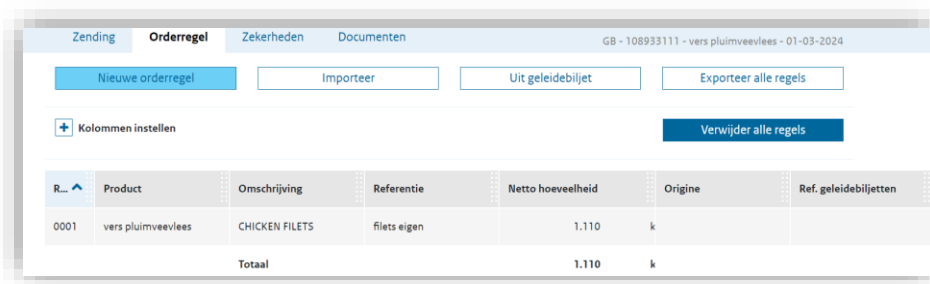 Zending Orderregel Zekerheden Documenten GB - 108933111 - vers pluimveevlees - 01-03-2024
Nieuwe orderregel Importeer Uit geleidebiljet Exporteer alle regels
+ Kolommen instellen Verwijder alle regels
R... Product Omschrijving Referentie Netto hoeveelheid Origine Ref. geleidebiljetten
0001 vers pluimveevlees CHICKEN FILETS filets eigen 1.110 k
Totaal 1.110 k